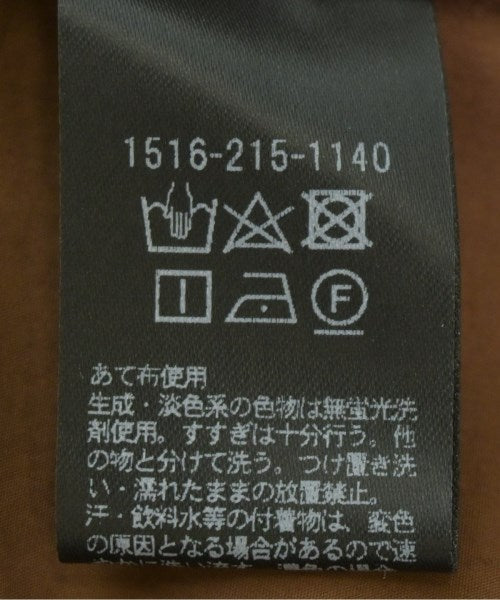 1516-215-1140
F
あて布使用
生成・淡色系の色物は無蛍光洗
剤使用。すすぎは十分行う。他
の物と分けて洗う。つけ置き洗
い・濡れたままの放置禁止。
汗・飲料水等の付着物は、変色
の原因となる場合があるので速